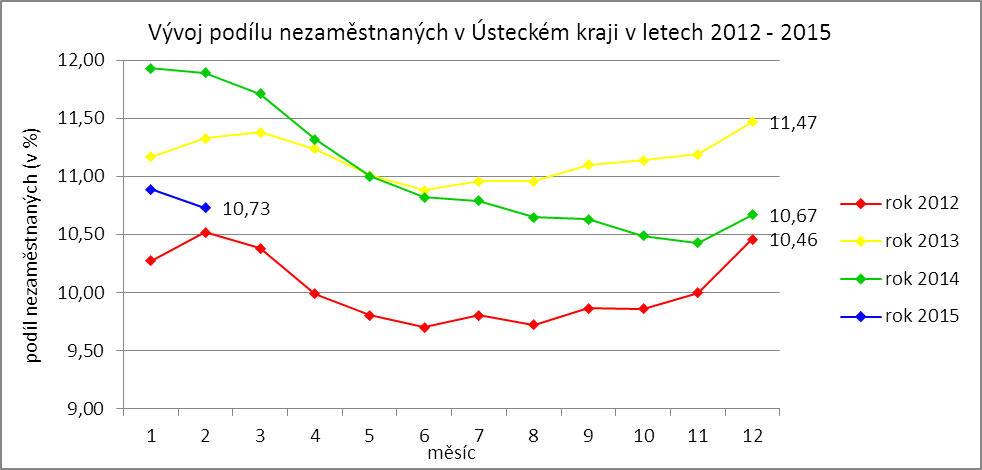 Vývoj podílu nezaměstnaných v Ústeckém kraji v letech 2012 - 2015
podíl nezaměstnaných (v %)
12,00
11,50
11,00
10,50
10,00
9,50
9,00
11,47
10,73
10,67
10,46
rok 2012
rok 2013
rok 2014
rok 2015
1 2 3 4 5 6 7 8 9 10 11 12
měsíc